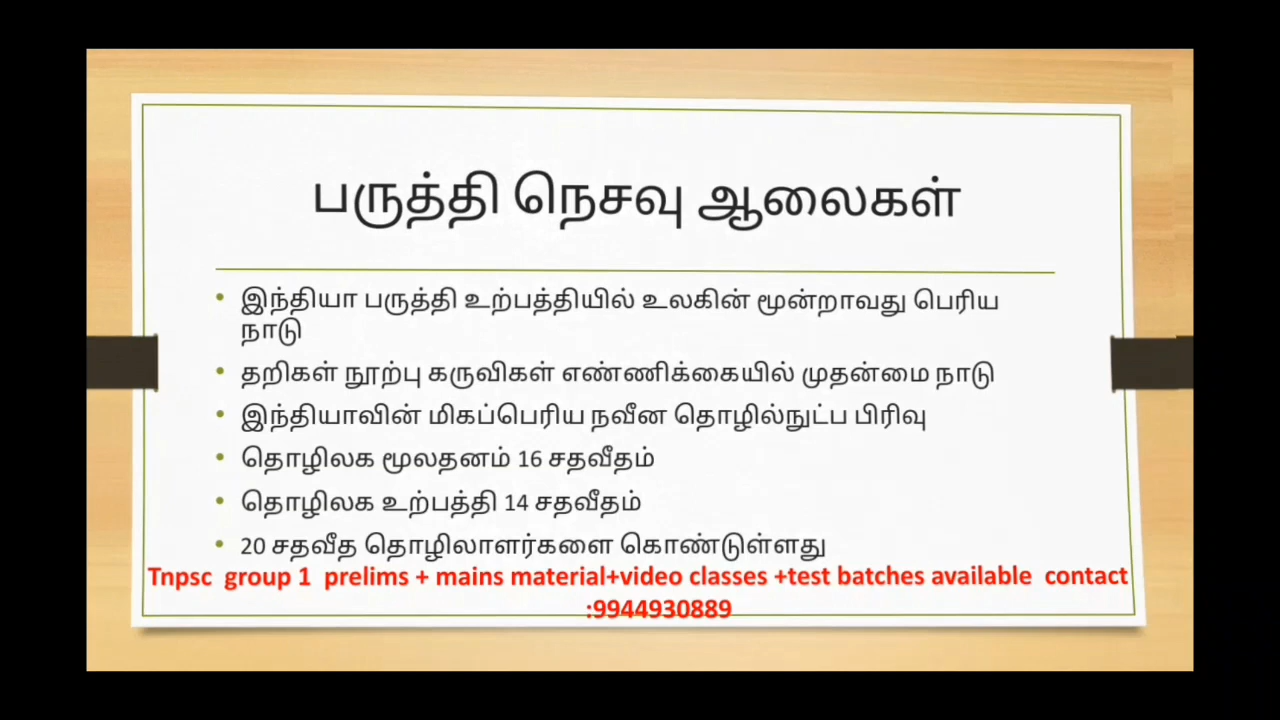 பருத்தி நெசவு ஆலைகள்
• இந்தியா பருத்தி உற்பத்தியில் உலகின் மூன்றாவது பெரிய
நாடு
• தறிகள் நூற்பு கருவிகள் எண்ணிக்கையில் முதன்மை நாடு
• இந்தியாவின் மிகப்பெரிய நவீன தொழில்நுட்ப பிரிவு
• தொழிலக மூலதனம் 16 சதவீதம்
• தொழிலக உற்பத்தி 14 சதவீதம்
• 20 சதவீத தொழிலாளர்களை கொண்டுள்ளது
Tnpsc group 1 prelims + mains material+video classes +test batches available contact
:9944930889